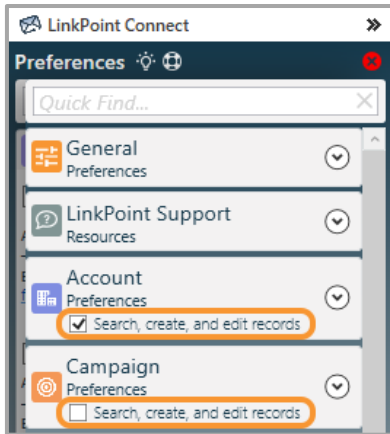 LinkPoint Connect
Preferences
Quick Find...
General
Preferences
LinkPoint Support
Resources
Account
Preferences
Search, create, and edit records
Campaign
Preferences
Search, create, and edit records